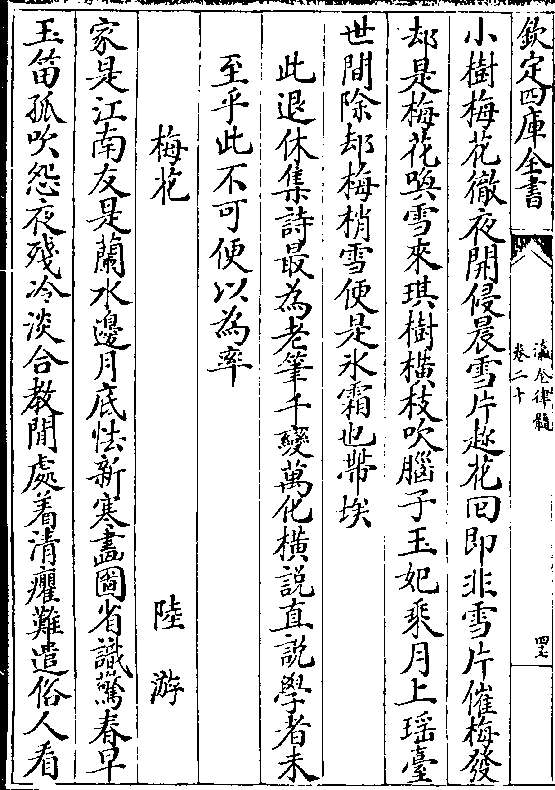 欽定四庫全書
瀛奎律髓
卷二十
四七
小樹梅花徹夜開侵晨雪片趂花回即非雪片催梅發
却是梅花喚雪來琪樹橫枝吹腦子玉妃乘月上瑶臺
世間除却梅梢雪便是氷霜也帶埃
此退休集詩最為老筆千變萬化橫説直説學者未
至乎此不可便以為率
梅花
陸游
家是江南友是蘭水邊月底怯新寒畫圖省識驚春早
玉笛孤吹怨夜殘冷淡合教閒處着清癯難遣俗人看